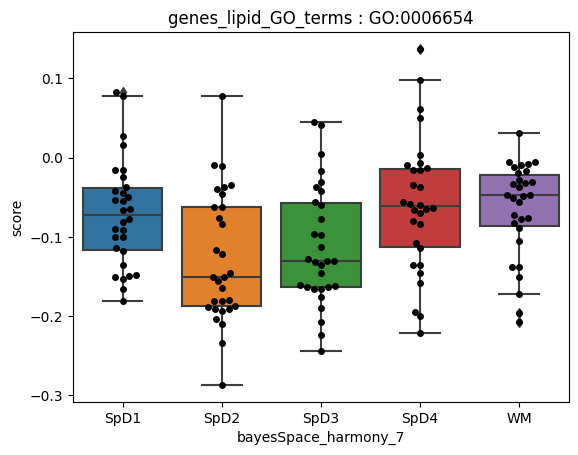 genes_lipid_GO_terms : GO:0006654
0.1
0.0
−0.1
−0.2
−0.3
score
SpD1 SpD2 SpD3 SpD4 WM
bayesSpace_harmony_7